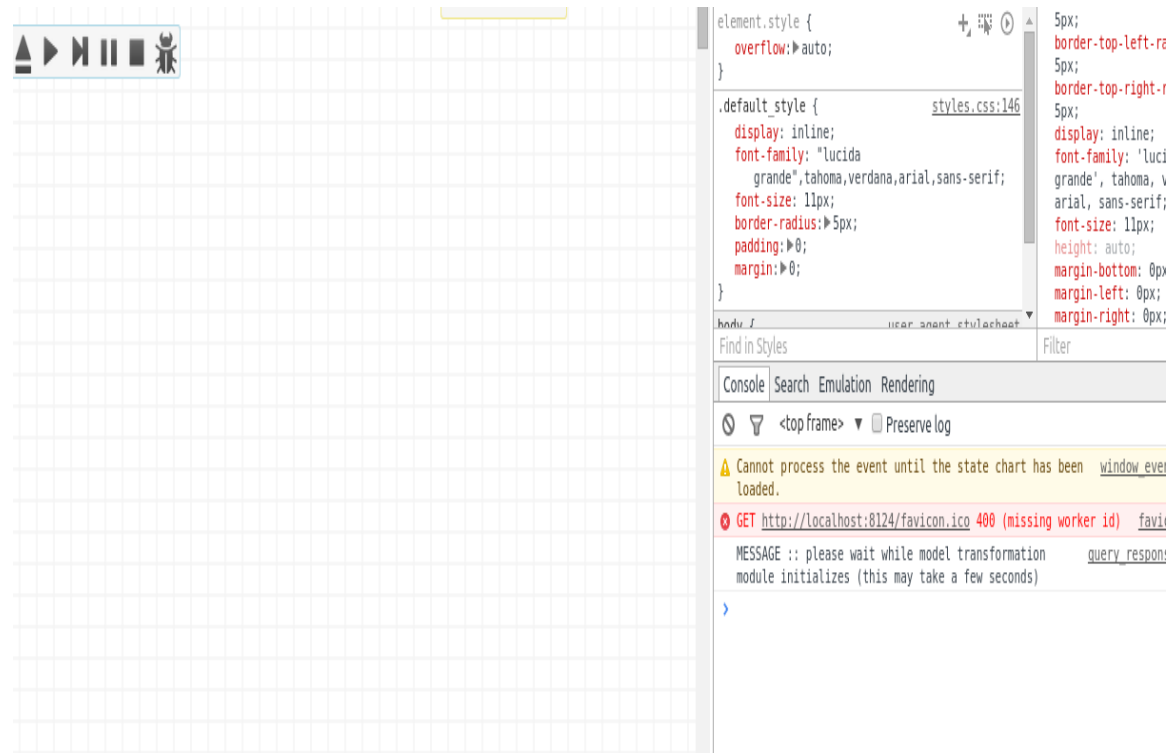 element.style {
overflow: auto;
}
.default_style { styles.css:146
display: inline;
font-family: "lucida
grande",tahoma,verdana,arial,sans-serif;
font-size: 11px;
border-radius: 5px;
padding: 0;
margin: 0;
}
body { user agent stylesheet
Find in Styles
5px;
border-top-left-ra
5px;
border-top-right-r
5px;
display: inline;
font-family: 'luci
grande', tahoma, v
arial, sans-serif;
font-size: 11px;
height: auto;
margin-bottom: 0px
margin-left: 0px;
margin-right: 0px;
Filter
Console Search Emulation Rendering
<top frame> ▼ Preserve log
Cannot process the event until the state chart has been window_even
loaded.
GET http://localhost:8124/favicon.ico 400 (missing worker id) favic
MESSAGE :: please wait while model transformation query_respons
module initializes (this may take a few seconds)